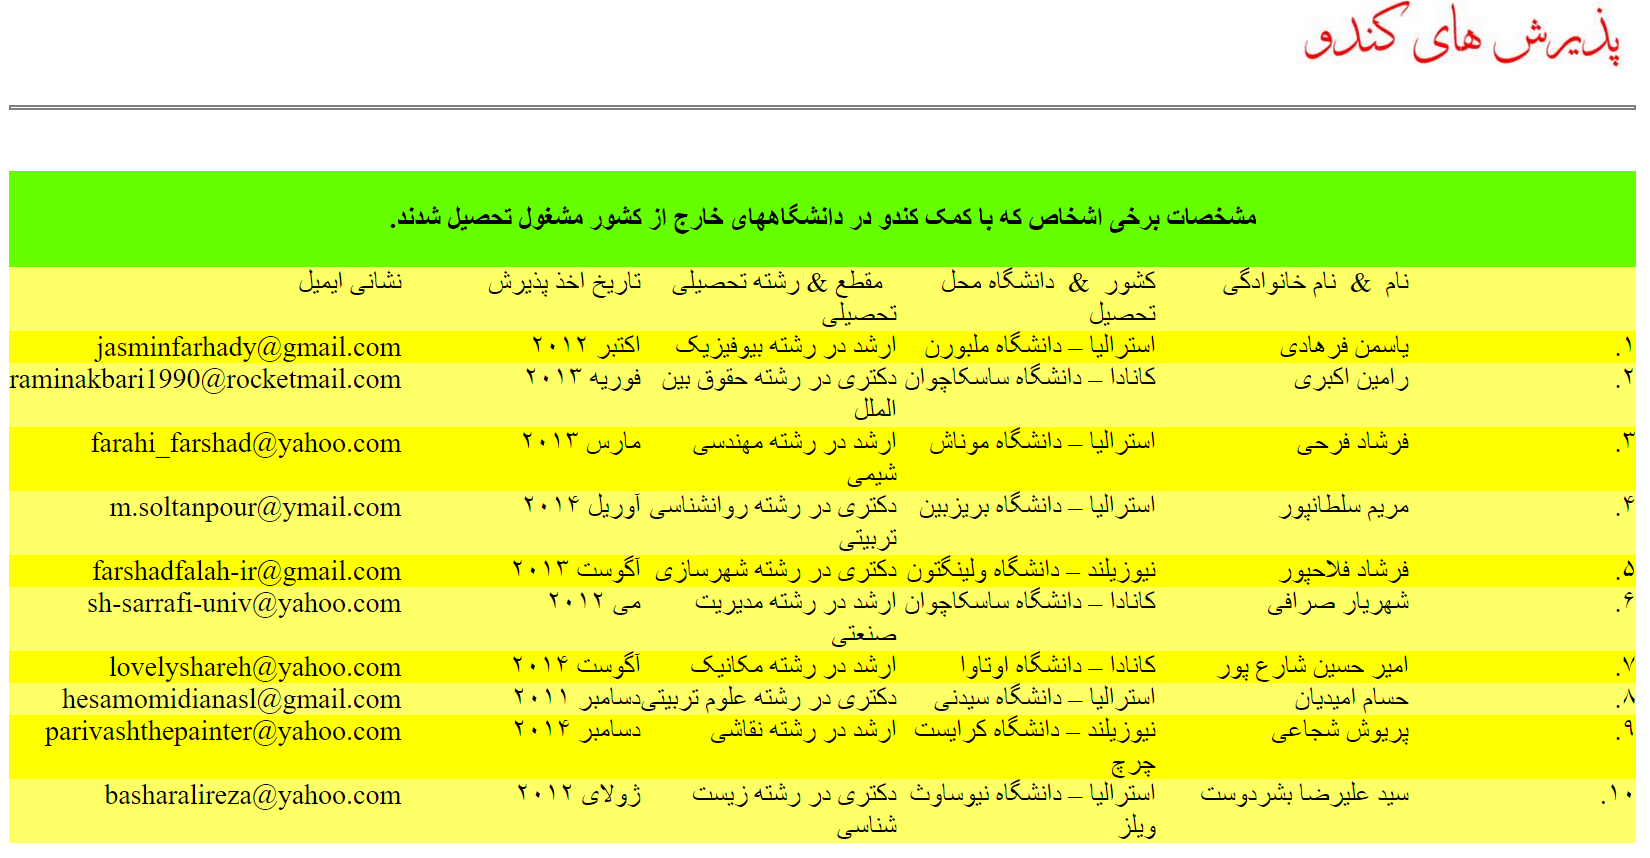 پذیرش های کندو
مشخصات برخی اشخاص که با کمک کندو در دانشگاههای خارج از کشور مشغول تحصیل شدند.
نام & نام خانوادگی کشور & دانشگاه محل مقطع & رشته تحصیلی تاریخ اخذ پذیرش نشانی ایمیل
تحصیل تحصیلی
۱. یاسمن فرهادی استرالیا – دانشگاه ملبورن ارشد در رشته بیوفیزیک اکتبر ۲۰۱۲ jasminfarhady@gmail.com
۲. رامین اکبری کانادا – دانشگاه ساسکاچوان دکتری در رشته حقوق بین فوریه ۲۰۱۳ raminakbari1990@rocketmail.com
الملل
۳. فرشاد فرحی استرالیا – دانشگاه موناش ارشد در رشته مهندسی مارس ۲۰۱۳ farahi_farshad@yahoo.com
شیمی
۴. مریم سلطانپور استرالیا – دانشگاه بریزبین دکتری در رشته روانشناسی آوریل ۲۰۱۴ m.soltanpour@ymail.com
تربیتی
۵. فرشاد فلاحپور نیوزیلند – دانشگاه ولینگتون دکتری در رشته شهرسازی آگوست ۲۰۱۳ farshadfalah-ir@gmail.com
۶. شهریار صرافی کانادا – دانشگاه ساسکاچوان ارشد در رشته مدیریت می ۲۰۱۲ sh-sarrafi-univ@yahoo.com
صنعتی
۷. امیر حسین شارع پور کانادا – دانشگاه اوتاوا ارشد در رشته مکانیک آگوست ۲۰۱۴ lovelyshareh@yahoo.com
۸. حسام امیدیان استرالیا – دانشگاه سیدنی دکتری در رشته علوم تربیتی دسامبر ۲۰۱۱ hesamomidianasl@gmail.com
۹. پریوش شجاعی نیوزیلند – دانشگاه کرایست ارشد در رشته نقاشی دسامبر ۲۰۱۴ parivashthepainter@yahoo.com
چرچ
۱۰. سید علیرضا بشردوست استرالیا – دانشگاه نیوساوث دکتری در رشته زیست ژولای ۲۰۱۲ basharalireza@yahoo.com
ویلز شناسی